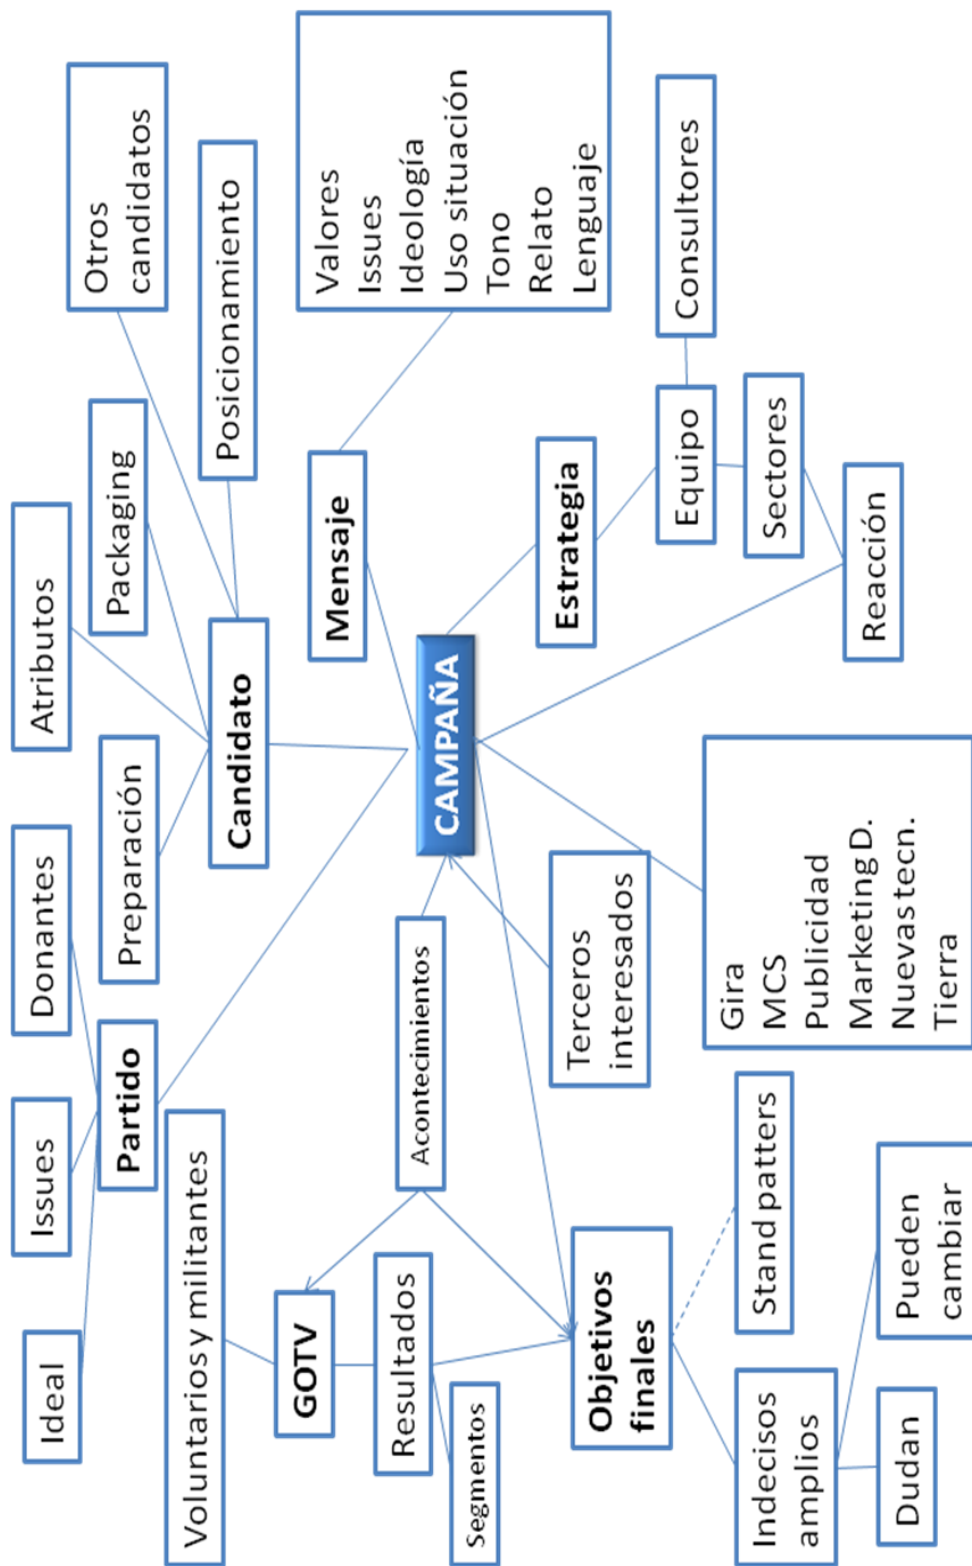 Ideal
Issues
Donantes
Atributos
Voluntarios y militantes
Partido
Preparación
Packaging
Otros
candidatos
Candidato
Posicionamiento
GOTV
Mensaje
Valores
Issues
Ideología
Uso situación
Tono
Relato
Lenguaje
Resultados
Acontecimientos
CAMPAÑA
Segmentos
Objetivos
finales
Terceros
interesados
Estrategia
Equipo
Consultores
Indecisos
amplios
Stand patters
Gira
MCS
Publicidad
Marketing D.
Nuevas tecn.
Tierra
Sectores
Dudan
Pueden
cambiar
Reacción